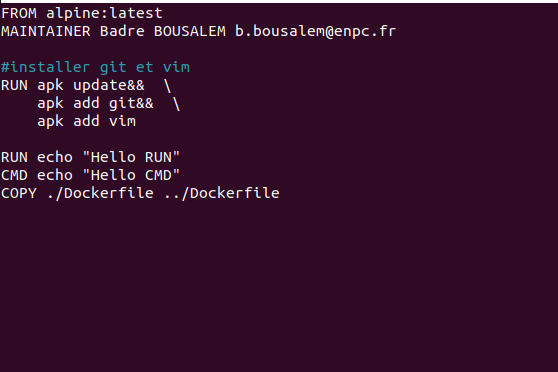 FROM alpine:latest
MAINTAINER Badre BOUSALEM b.bousalem@enpc.fr
#installer git et vim
RUN apk update&&  \
    apk add git&&  \
    apk add vim
RUN echo "Hello RUN"
CMD echo "Hello CMD"
COPY ./Dockerfile ../Dockerfile